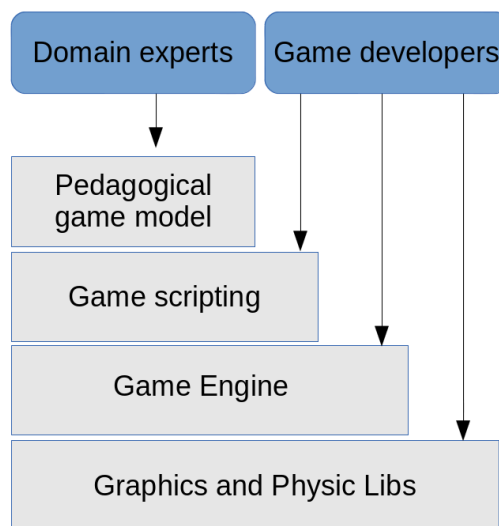 Domain experts
Game developers
Pedagogical
game model
Game scripting
Game Engine
Graphics and Physic Libs